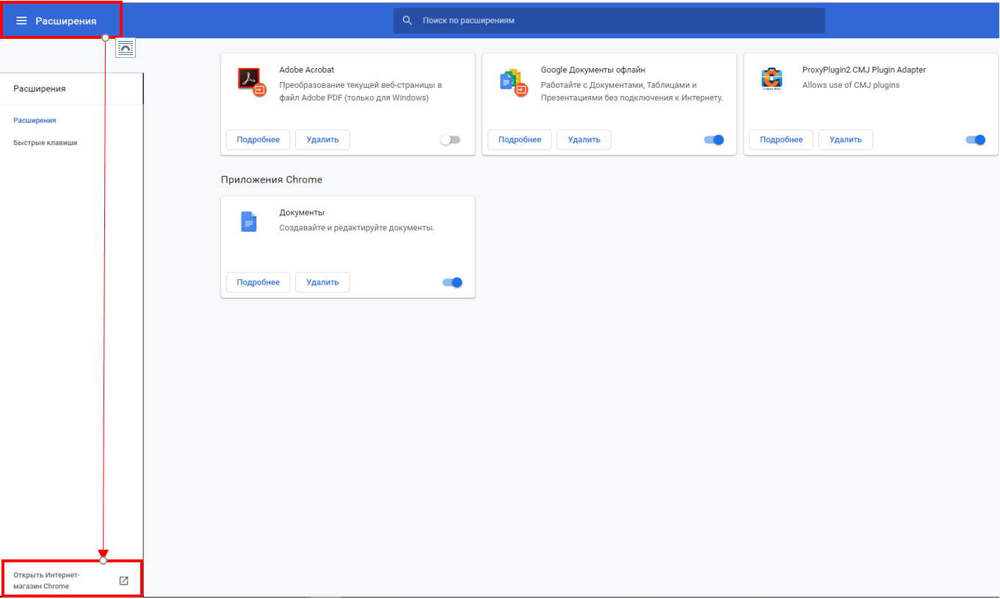 Расширения
Поиск по расширениям
Расширения
Расширения
Быстрые клавиши
Открыть Интернет-
магазин Chrome
Adobe Acrobat
Преобразование текущей веб-страницы в
файл Adobe PDF (только для Windows)
Подробнее
Удалить
Google Документы офлайн
Работайте с Документами, Таблицами и
Презентациями без подключения к Интернету.
Подробнее
Удалить
ProxyPlugin2 CMJ Plugin Adapter
Allows use of CMJ plugins
Подробнее
Удалить
Приложения Chrome
Документы
Создавайте и редактируйте документы.
Подробнее
Удалить